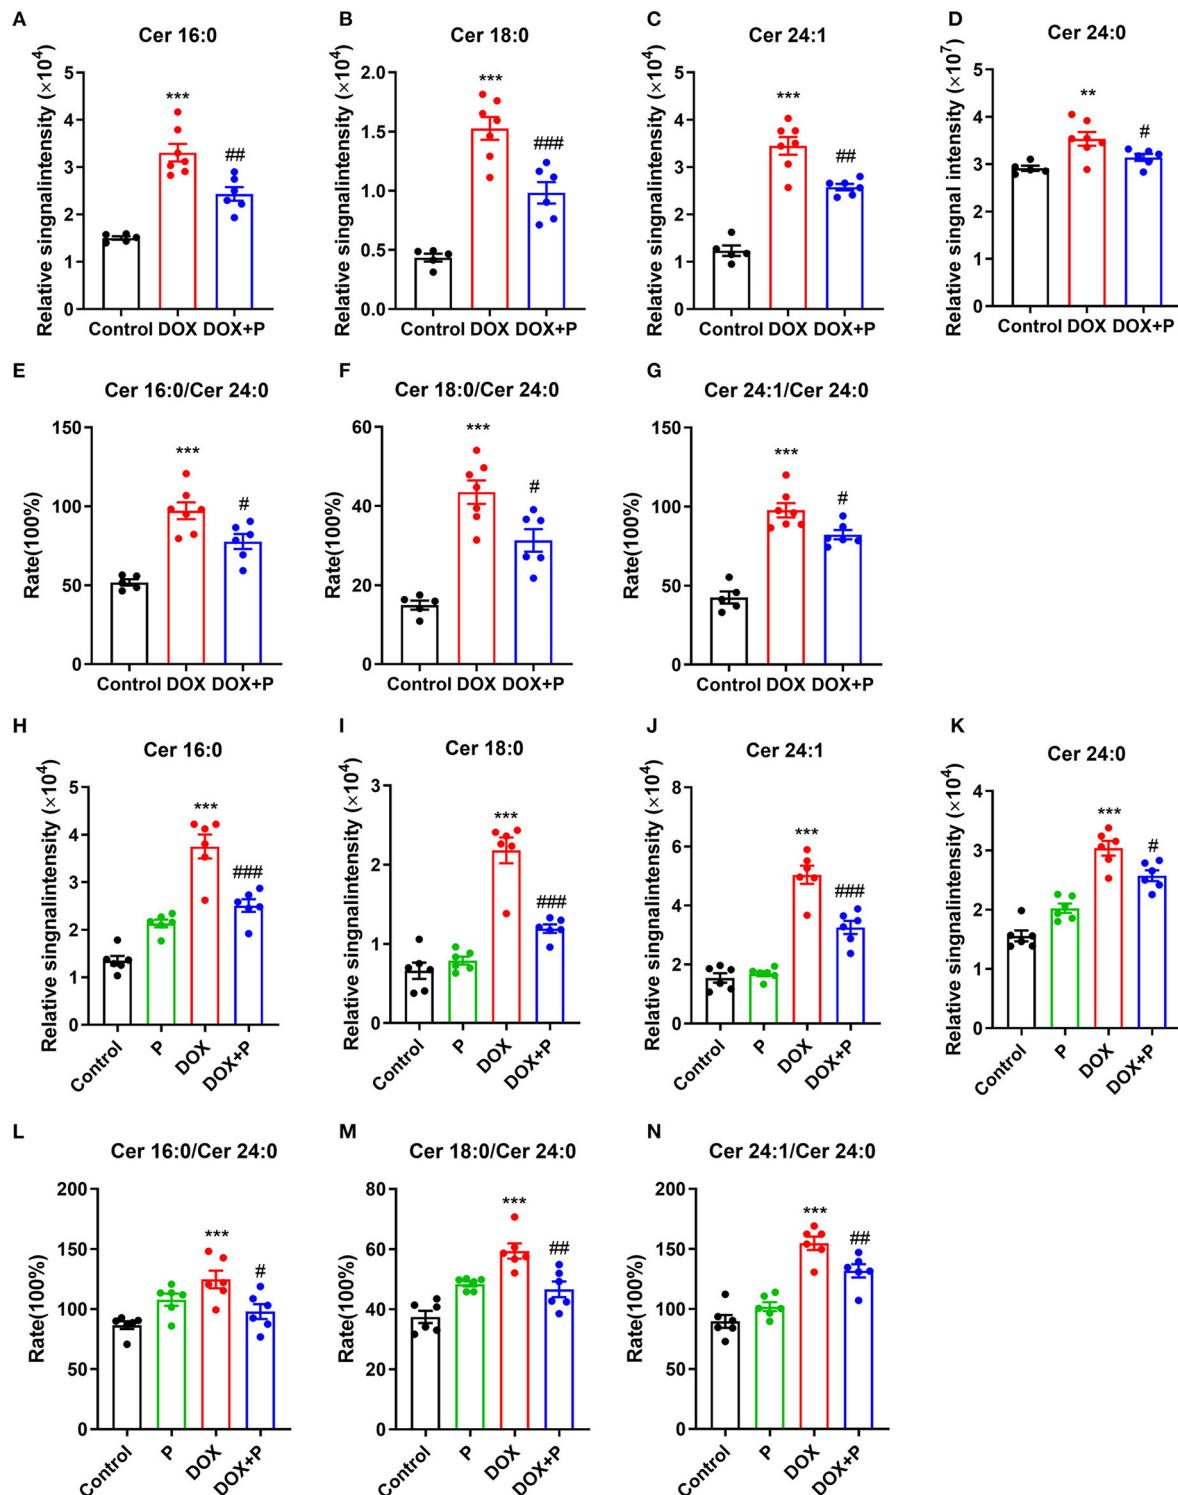 A
Cer 16:0
Relative singnalintensity (×10⁴)
5
4
3
2
1
0
***
##
Control DOX DOX+P
B
Cer 18:0
Relative singnalintensity (×10⁴)
2.0
1.5
1.0
0.5
0.0
***
###
Control DOX DOX+P
C
Cer 24:1
Relative singnalintensity (×10⁴)
5
4
3
2
1
0
***
##
Control DOX DOX+P
D
Cer 24:0
Relative singnal intensity (×10⁷)
5
4
3
2
1
0
**
#
Control DOX DOX+P
E
Cer 16:0/Cer 24:0
Rate(100%)
150
100
50
0
***
#
Control DOX DOX+P
F
Cer 18:0/Cer 24:0
Rate(100%)
60
40
20
0
***
#
Control DOX DOX+P
G
Cer 24:1/Cer 24:0
Rate(100%)
150
100
50
0
***
#
Control DOX DOX+P
H
Cer 16:0
Relative singnalintensity (×10⁴)
5
4
3
2
1
0
***
###
Control
P
DOX
DOX+P
I
Cer 18:0
Relative singnalintensity (×10⁴)
3
2
1
0
***
###
Control
P
DOX
DOX+P
J
Cer 24:1
Relative singnalintensity (×10⁴)
8
6
4
2
0
***
###
Control
P
DOX
DOX+P
K
Cer 24:0
Relative singnalintensity (×10⁴)
4
3
2
1
0
***
#
Control
P
DOX
DOX+P
L
Cer 16:0/Cer 24:0
Rate(100%)
200
150
100
50
0
***
#
Control
P
DOX
DOX+P
M
Cer 18:0/Cer 24:0
Rate(100%)
80
60
40
20
0
***
##
Control
P
DOX
DOX+P
N
Cer 24:1/Cer 24:0
Rate(100%)
200
150
100
50
0
***
##
Control
P
DOX
DOX+P